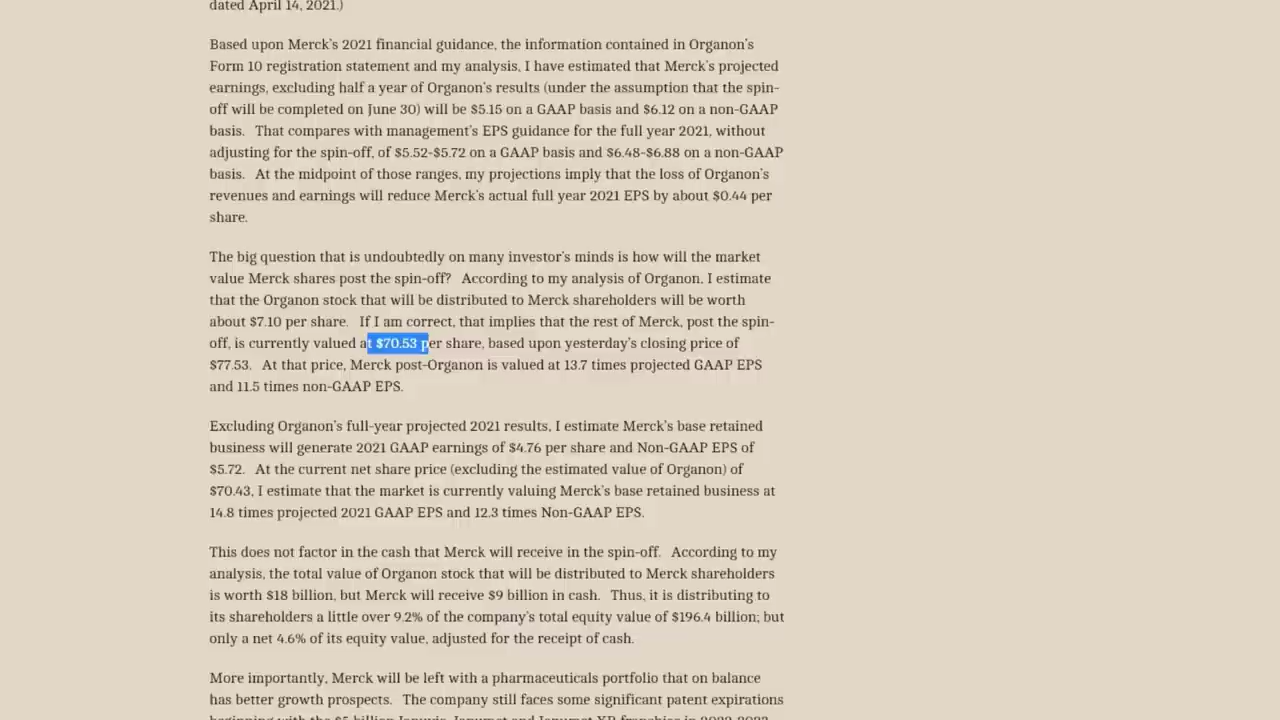 dated April 14, 2021.)
Based upon Merck's 2021 financial guidance, the information contained in Organon's
Form 10 registration statement and my analysis, I have estimated that Merck's projected
earnings, excluding half a year of Organon's results (under the assumption that the spin-
off will be completed on June 30) will be $5.15 on a GAAP basis and $6.12 on a non-GAAP
basis. That compares with management's EPS guidance for the full year 2021, without
adjusting for the spin-off, of $5.52-$5.72 on a GAAP basis and $6.48-$6.88 on a non-GAAP
basis. At the midpoint of those ranges, my projections imply that the loss of Organon's
revenues and earnings will reduce Merck's actual full year 2021 EPS by about $0.44 per
share.
The big question that is undoubtedly on many investor's minds is how will the market
value Merck shares post the spin-off? According to my analysis of Organon, I estimate
that the Organon stock that will be distributed to Merck shareholders will be worth
about $7.10 per share. If I am correct, that implies that the rest of Merck, post the spin-
off, is currently valued at $70.53 per share, based upon yesterday's closing price of
$77.53. At that price, Merck post-Organon is valued at 13.7 times projected GAAP EPS
and 11.5 times non-GAAP EPS.
Excluding Organon's full-year projected 2021 results, I estimate Merck's base retained
business will generate 2021 GAAP earnings of $4.76 per share and Non-GAAP EPS of
$5.72. At the current net share price (excluding the estimated value of Organon) of
$70.43, I estimate that the market is currently valuing Merck's base retained business at
14.8 times projected 2021 GAAP EPS and 12.3 times Non-GAAP EPS.
This does not factor in the cash that Merck will receive in the spin-off. According to my
analysis, the total value of Organon stock that will be distributed to Merck shareholders
is worth $18 billion, but Merck will receive $9 billion in cash. Thus, it is distributing to
its shareholders a little over 9.2% of the company's total equity value of $196.4 billion; but
only a net 4.6% of its equity value, adjusted for the receipt of cash.
More importantly, Merck will be left with a pharmaceuticals portfolio that on balance
has better growth prospects. The company still faces some significant patent expirations
beginning with the $5 billion Januvia, Janumet and Janumet XR franchise in 2022-2023